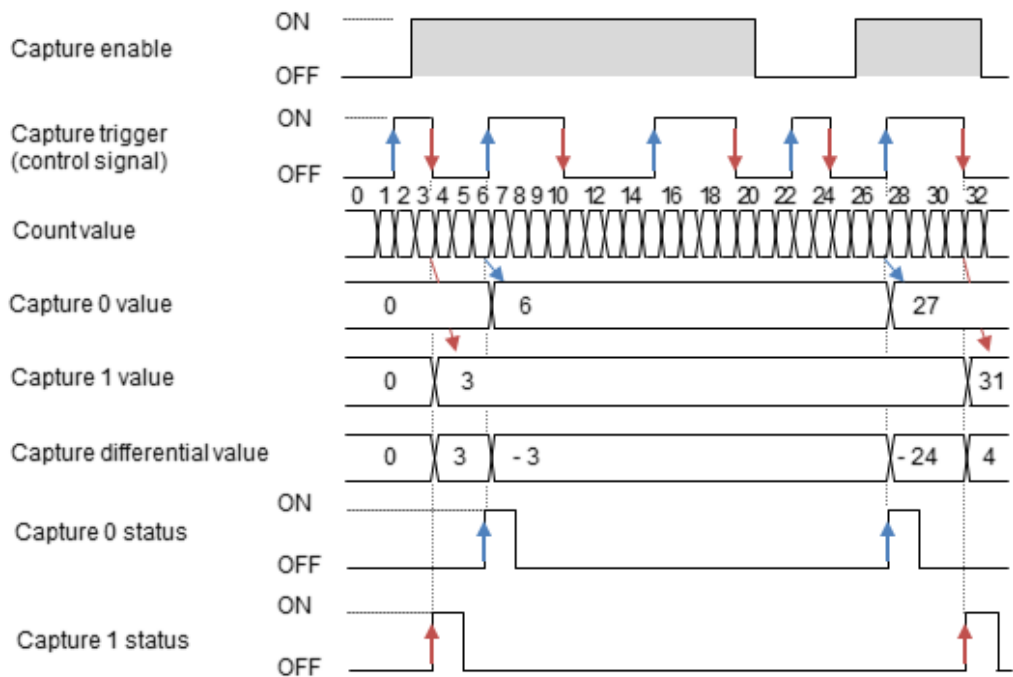 ON
Capture enable
OFF
ON
Capture trigger
(control signal)
OFF
0 1 2 3 4 5 6 7 8 9 10 12 14 16 18 20 22 24 26 28 30 32
Count value
Capture 0 value 0 6 27
Capture 1 value 0 3 31
Capture differential value 0 3 - 3 - 24 4
ON
Capture 0 status
OFF
ON
Capture 1 status
OFF